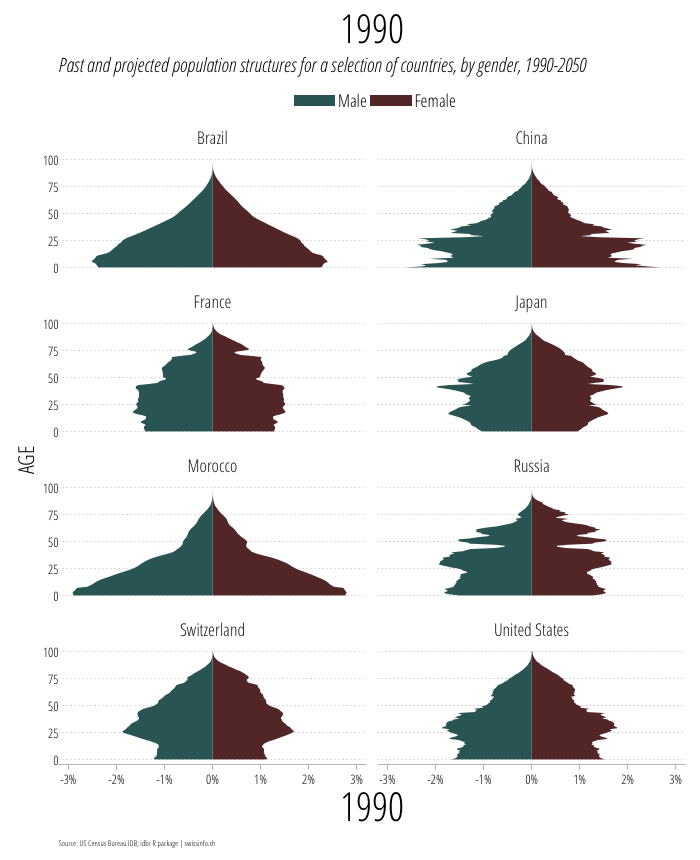 1990
Past and projected population structures for a selection of countries, by gender, 1990-2050
Male Female
Brazil China
100
75
50
25
0
France Japan
100
75
50
25
0
AGE
Morocco Russia
100
75
50
25
0
Switzerland United States
100
75
50
25
0
-3% -2% -1% 0% 1% 2% 3% -3% -2% -1% 0% 1% 2% 3%
1990
Source: US Census Bureau IDB; idbr R package | swissinfo.ch